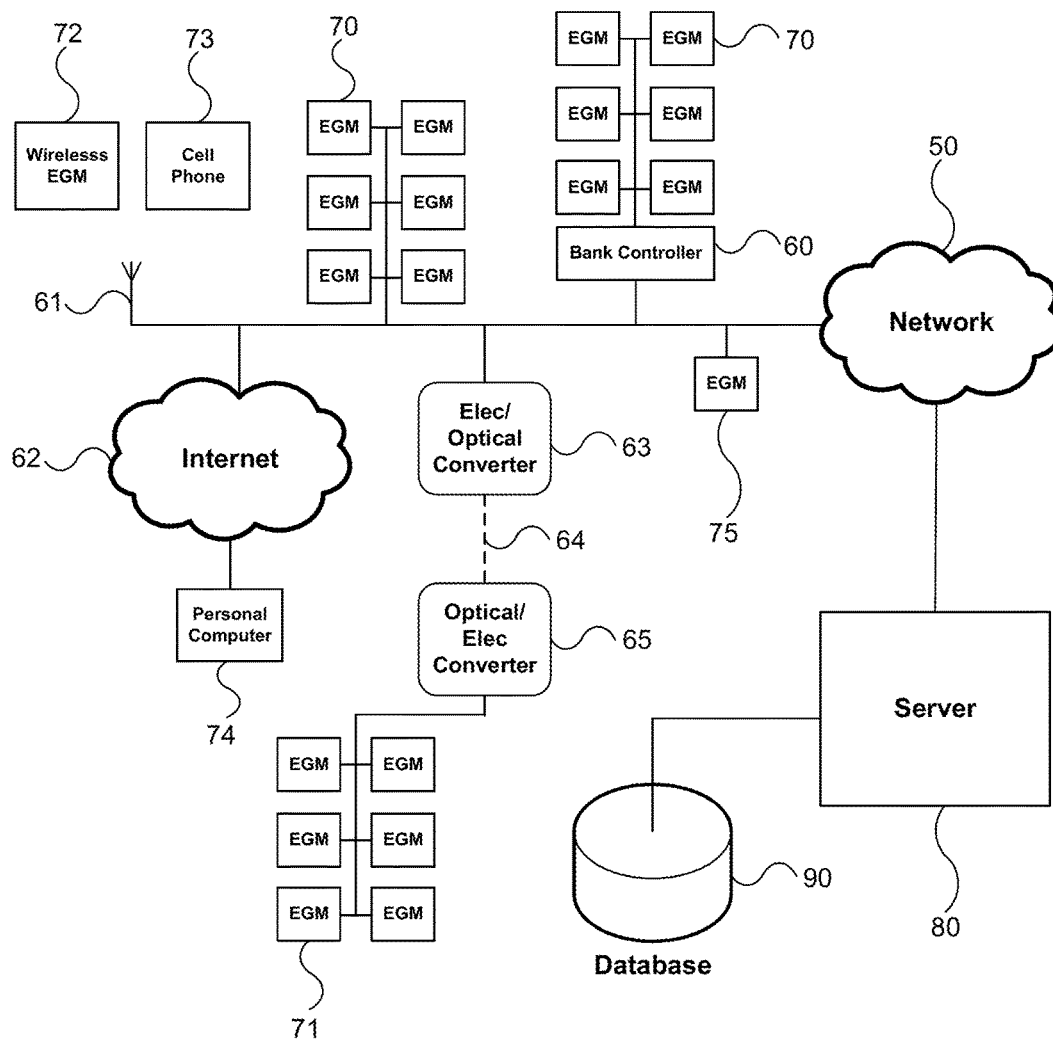 72
73
70
70
EGM EGM
EGM EGM
Wirelesss
EGM
Cell
Phone
EGM EGM
EGM EGM
EGM EGM
EGM EGM
50
Bank Controller
60
61
Network
EGM
Elec/
Optical
Converter
63
62
Internet
75
64
Personal
Computer
Optical/
Elec
Converter
65
74
Server
EGM EGM
EGM EGM
EGM EGM
90
80
Database
71